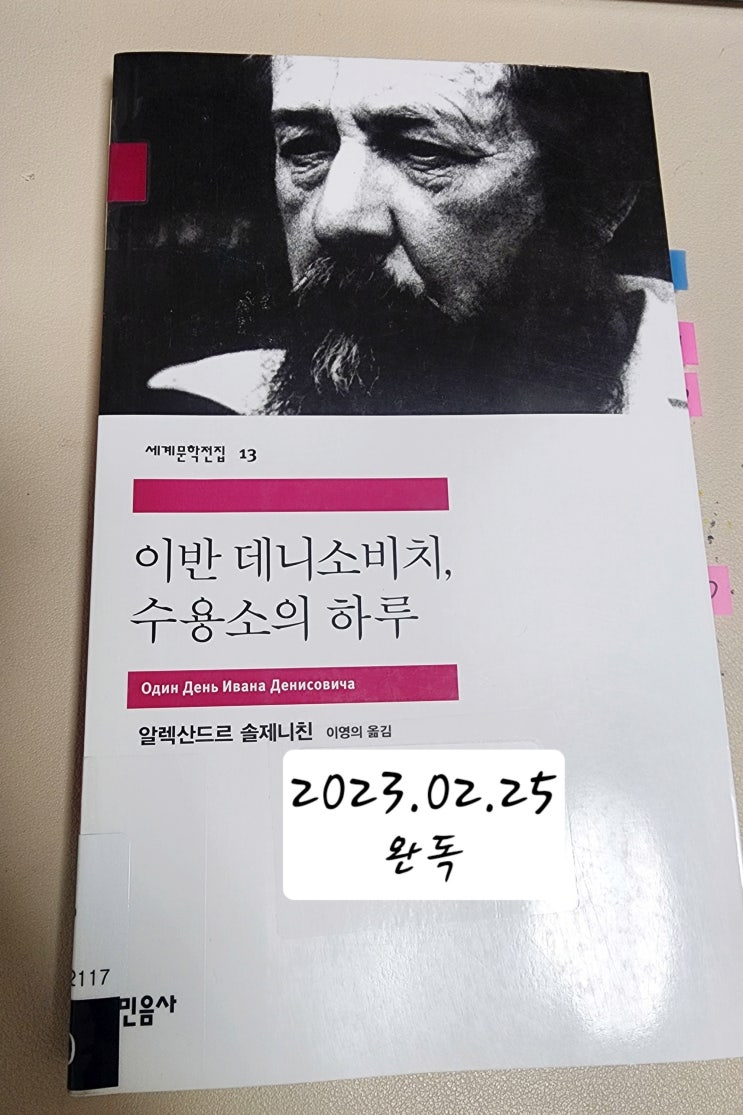 세계문학전집 13
이반 데니소비치,
수용소의 하루
Один День Ивана Денисовича
알렉산드르 솔제니친 이영의 옮김
2023.02.25
완독
2117
민음사